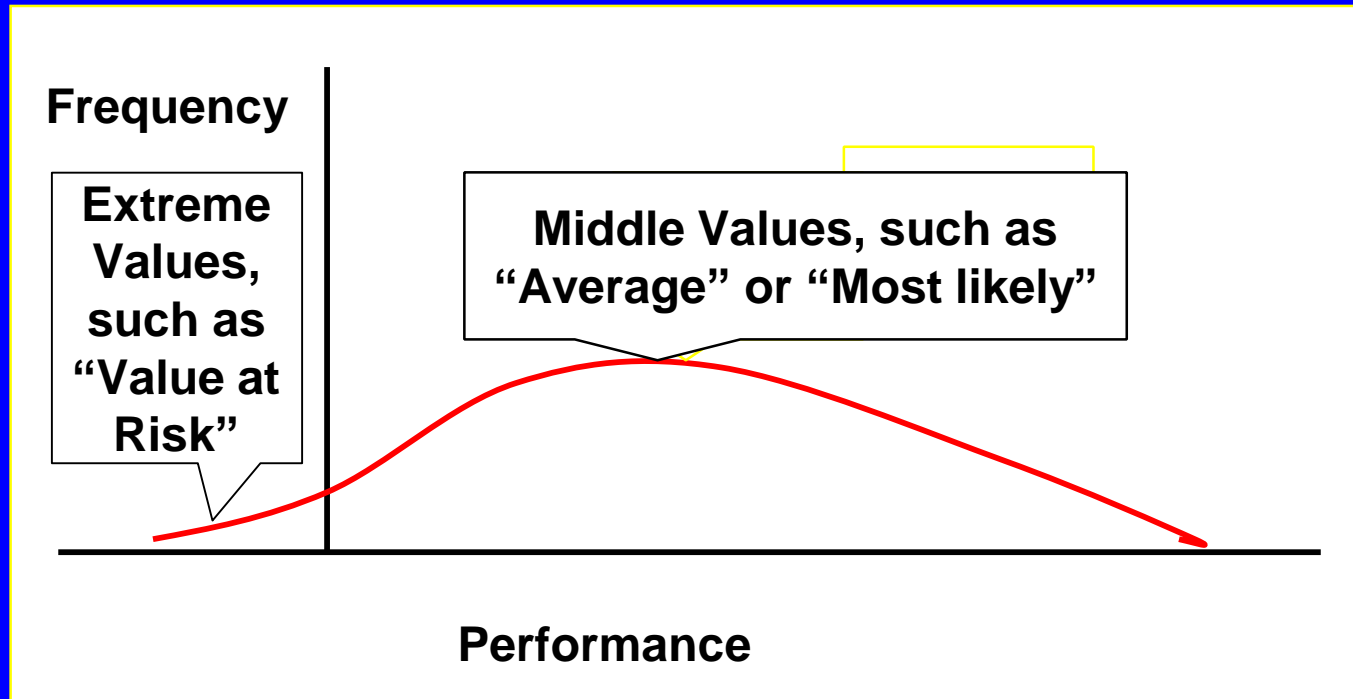 Frequency
Extreme
Values,
such as
“Value at
Risk”
Middle Values, such as
“Average” or “Most likely”
Performance